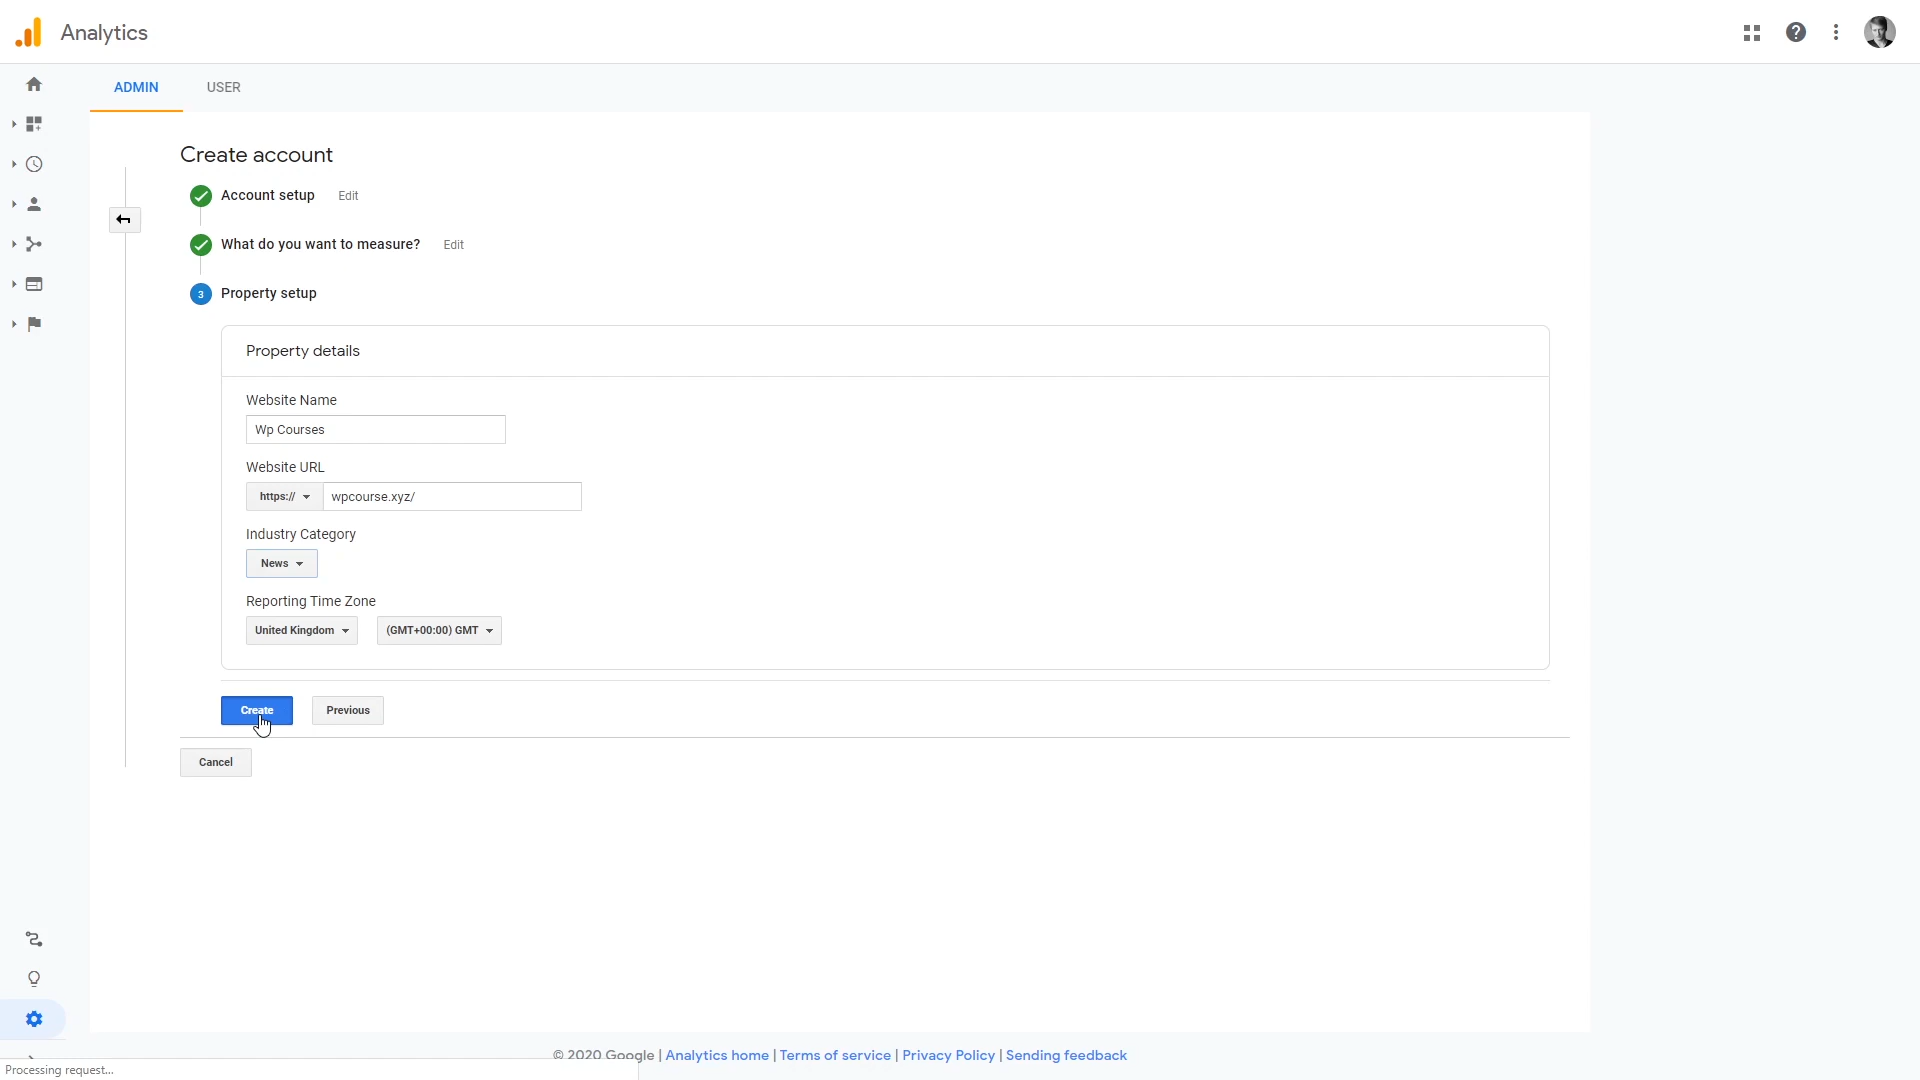 Analytics
ADMIN
USER
Create account
Account setup Edit
What do you want to measure? Edit
3 Property setup
Property details
Website Name
Wp Courses
Website URL
https:// wpcourse.xyz/
Industry Category
News
Reporting Time Zone
United Kingdom (GMT+00:00) GMT
Create Previous
Cancel
© 2020 Google | Analytics home | Terms of service | Privacy Policy | Sending feedback
Processing request...